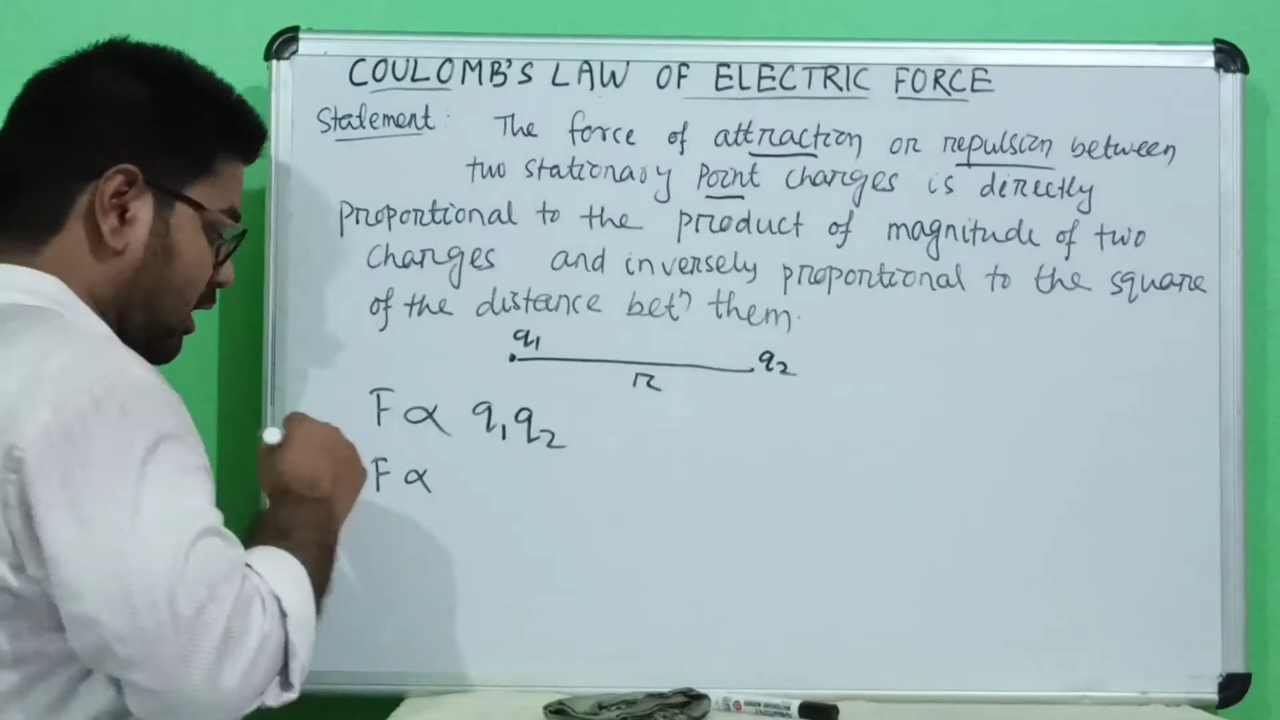 COULOMB'S LAW OF ELECTRIC FORCE
Statement: The force of attraction or repulsion between
two stationary point charges is directly
proportional to the product of magnitude of two
charges and inversely proportional to the square
of the distance betⁿ them.
q₁
q₂
r
F ∝ q₁q₂
F ∝